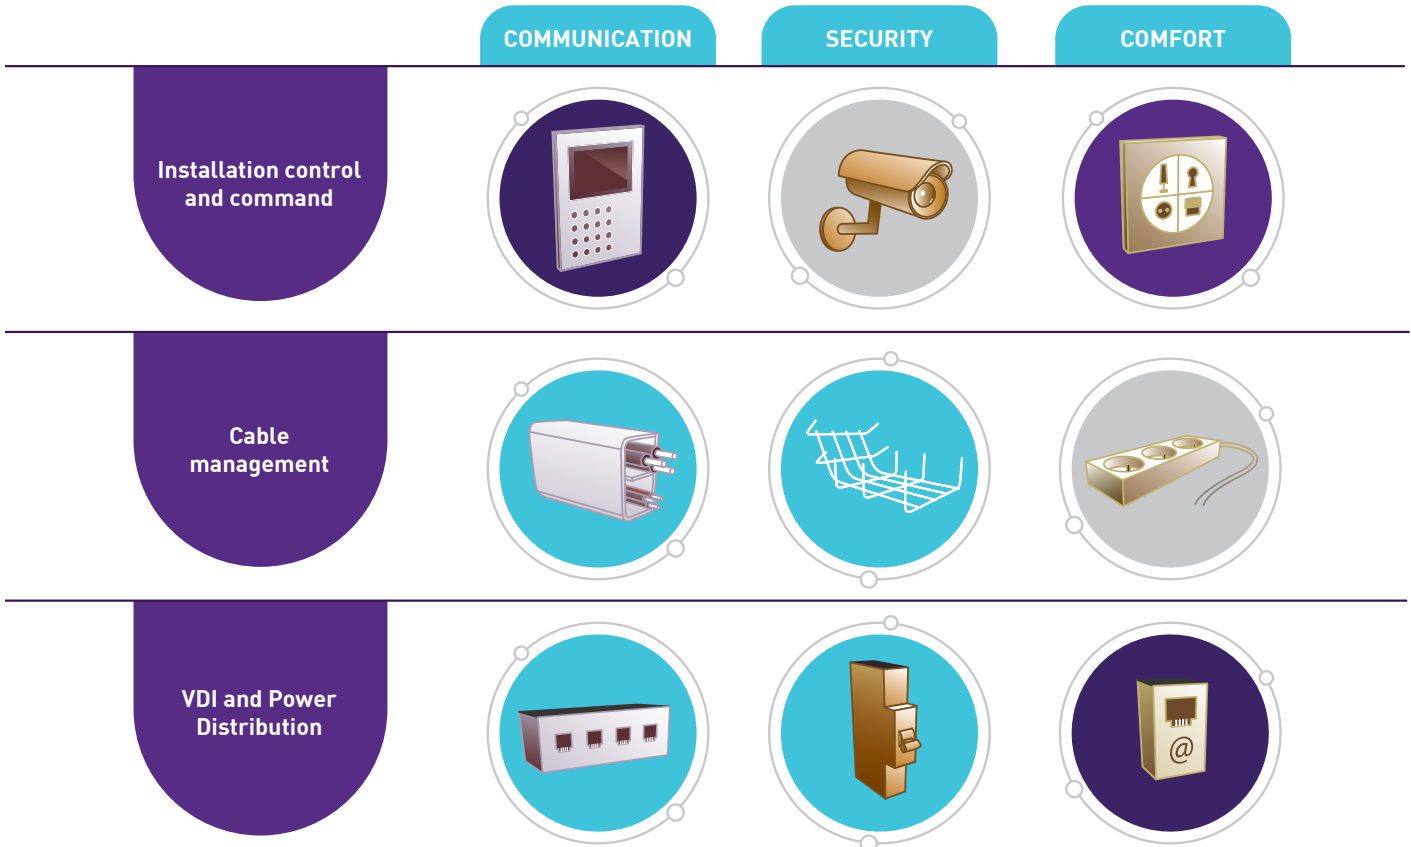 COMMUNICATION
SECURITY
COMFORT
Installation control
and command
Cable
management
VDI and Power
Distribution
@